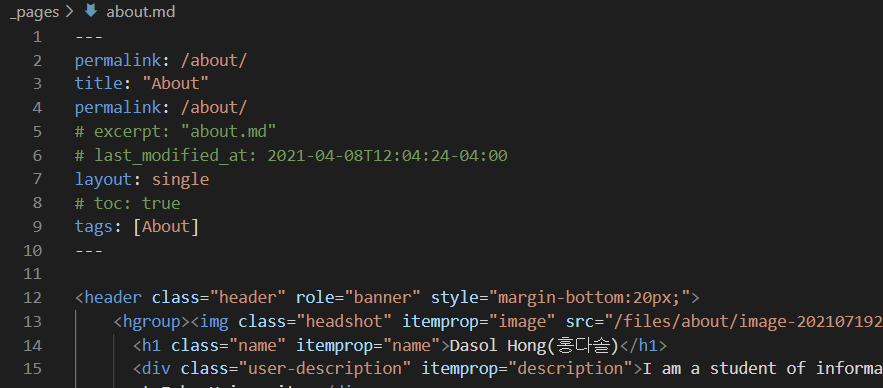 _pages > about.md
1 ---
2 permalink: /about/
3 title: "About"
4 permalink: /about/
5 # excerpt: "about.md"
6 # last_modified_at: 2021-04-08T12:04:24-04:00
7 layout: single
8 # toc: true
9 tags: [About]
10 ---
11
12 <header class="header" role="banner" style="margin-bottom:20px;">
13 <hgroup><img class="headshot" itemprop="image" src="/files/about/image-202107192
14 <h1 class="name" itemprop="name">Dasol Hong(홍다솔)</h1>
15 <div class="user-description" itemprop="description">I am a student of informa